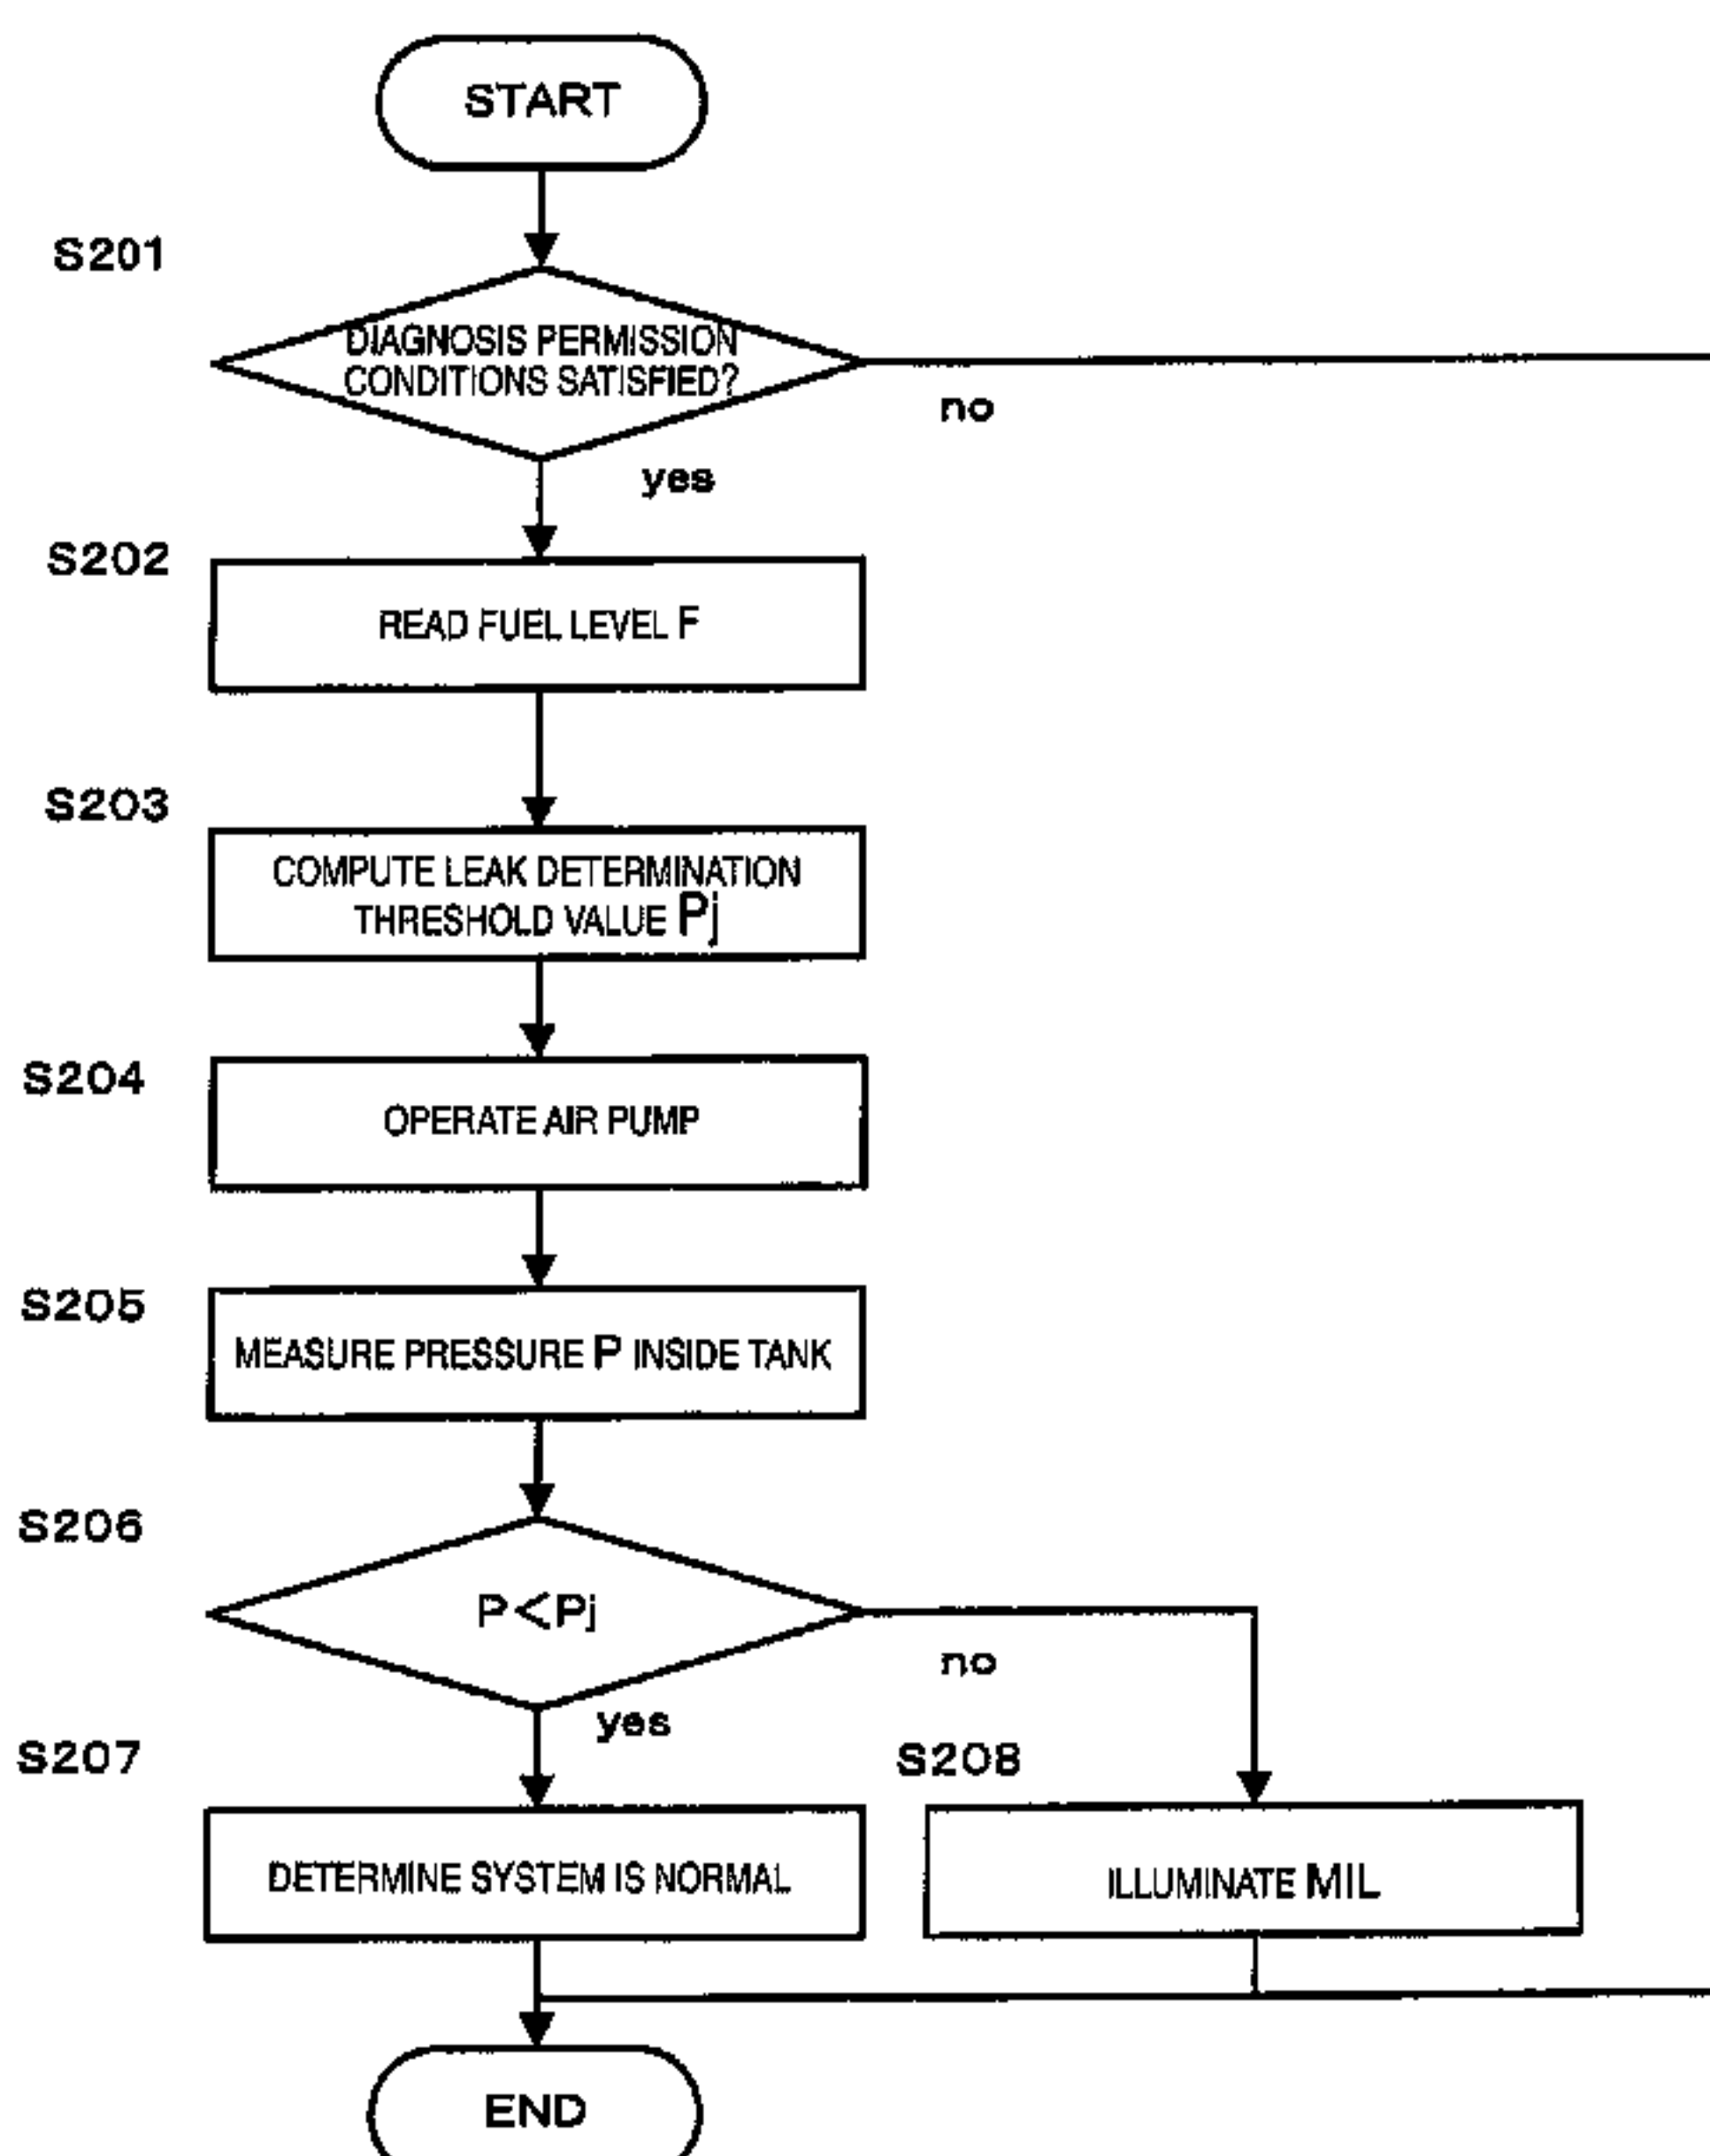 START
S201
DIAGNOSIS PERMISSION
CONDITIONS SATISFIED?
no
yes
S202
READ FUEL LEVEL F
S203
COMPUTE LEAK DETERMINATION
THRESHOLD VALUE Pj
S204
OPERATE AIR PUMP
S205
MEASURE PRESSURE P INSIDE TANK
S206
P<Pj
no
yes
S207
S208
DETERMINE SYSTEM IS NORMAL
ILLUMINATE MIL
END